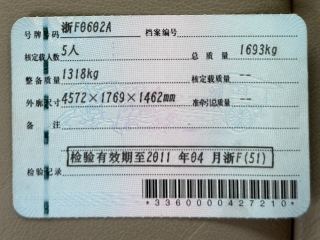 号牌号码 浙F0602A 档案编号
核定载人数 5人 总质量 1693kg
整备质量 1318kg 核定载质量 --
外廓尺寸 4572×1769×1462mm 准牵引总质量 --
备注
检验有效期至2011 年04 月浙F(51)
检验记录
*3360000427210*